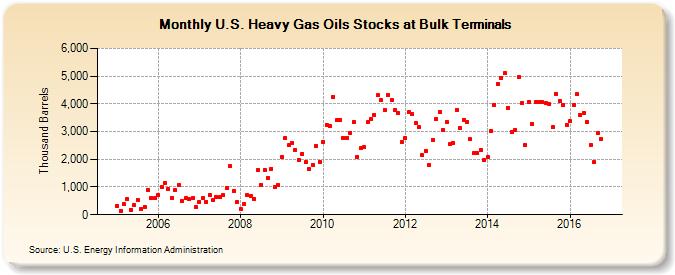 Monthly U.S. Heavy Gas Oils Stocks at Bulk Terminals
Thousand Barrels
6,000
5,000
4,000
3,000
2,000
1,000
0
2006 2008 2010 2012 2014 2016
Source: U.S. Energy Information Administration